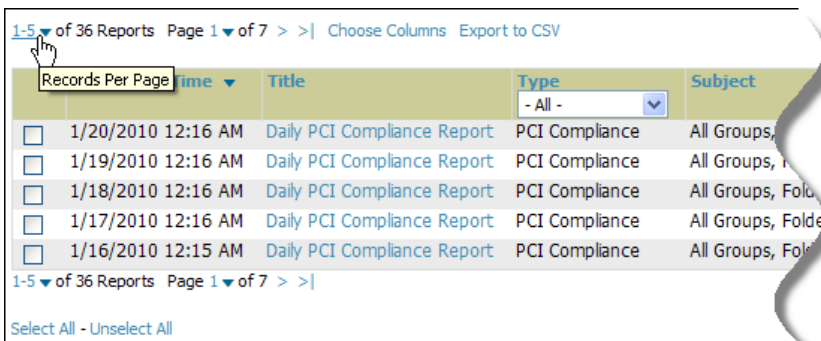 1-5 of 36 Reports Page 1 of 7 > >| Choose Columns Export to CSV
Records Per Page
Time Title Type Subject
- All -
1/20/2010 12:16 AM Daily PCI Compliance Report PCI Compliance All Groups,
1/19/2010 12:16 AM Daily PCI Compliance Report PCI Compliance All Groups,
1/18/2010 12:16 AM Daily PCI Compliance Report PCI Compliance All Groups,
1/17/2010 12:16 AM Daily PCI Compliance Report PCI Compliance All Groups, Folde
1/16/2010 12:15 AM Daily PCI Compliance Report PCI Compliance All Groups,
1-5 of 36 Reports Page 1 of 7 > >|
Select All - Unselect All